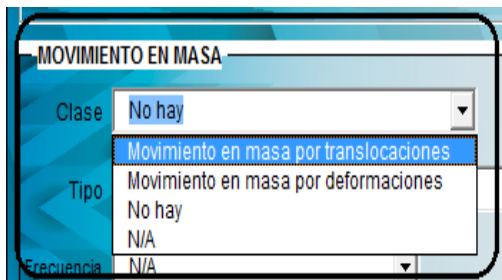 MOVIMIENTO EN MASA
Clase No hay
Movimiento en masa por translocaciones
Movimiento en masa por deformaciones
Tipo
No hay
N/A
Frecuencia N/A